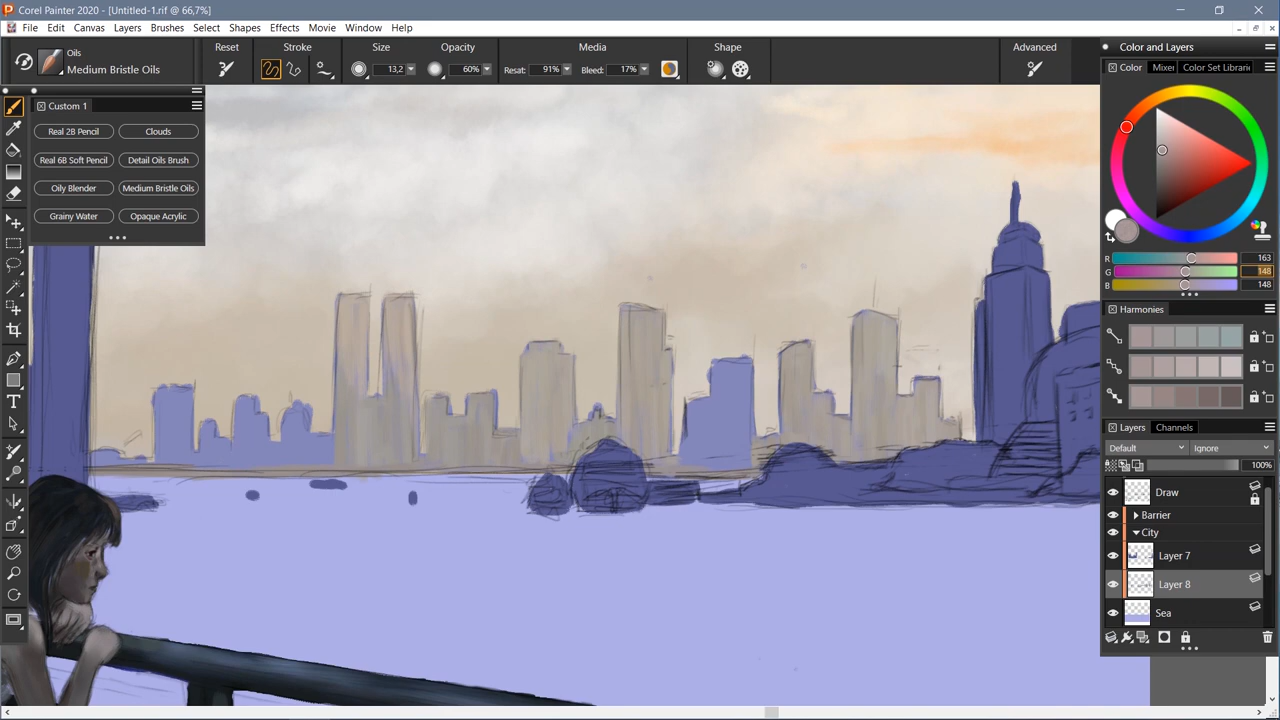 Corel Painter 2020 - [Untitled-1.rif @ 66,7%]
File Edit Canvas Layers Brushes Select Shapes Effects Movie Window Help
Oils
Medium Bristle Oils
Reset
Stroke
Size
13,2
Opacity
60%
Media
Resat: 91% Bleed: 17%
Shape
Advanced
Custom 1
Real 2B Pencil Clouds
Real 6B Soft Pencil Detail Oils Brush
Oily Blender Medium Bristle Oils
Grainy Water Opaque Acrylic
Color and Layers
Color Mixer Color Set Librari
R 163
G 148
B 148
Harmonies
Layers Channels
Default Ignore
100%
Draw
Barrier
City
Layer 7
Layer 8
Sea